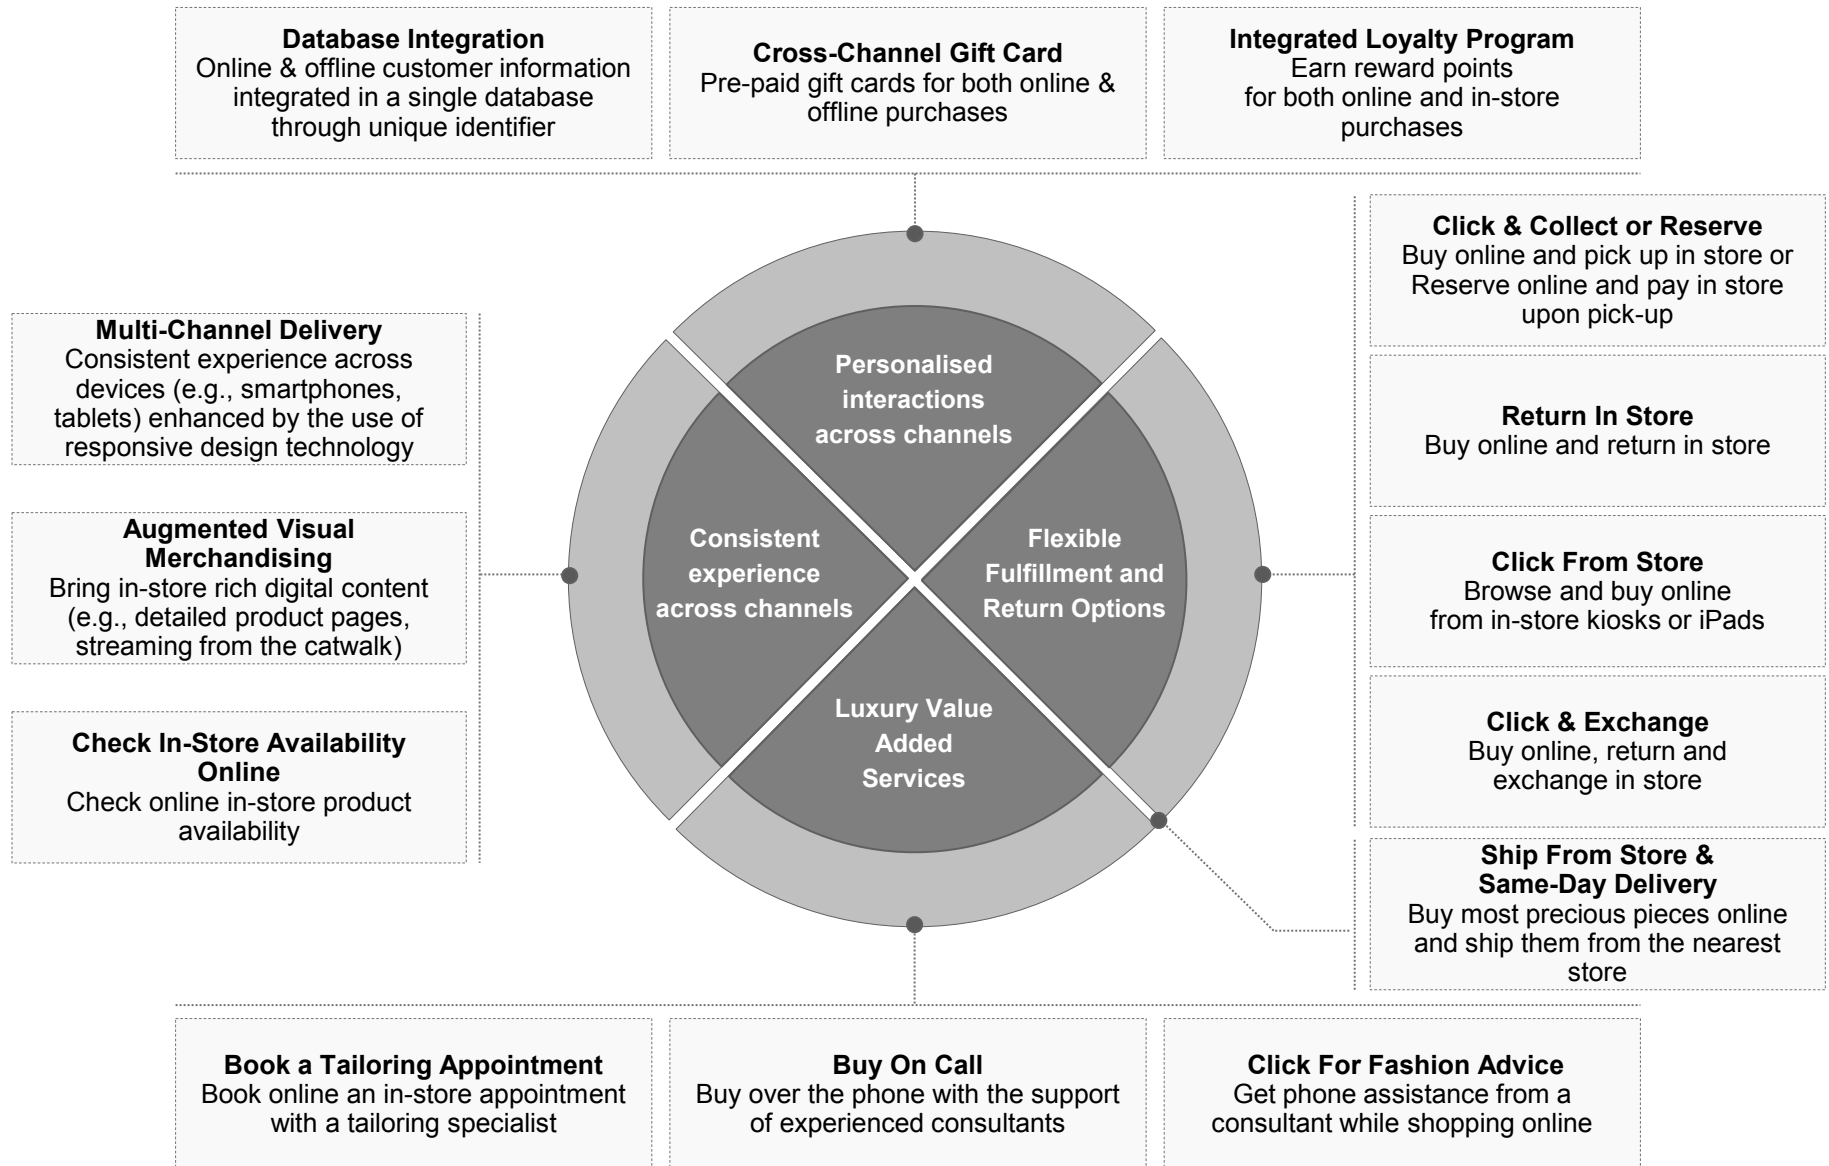 Database Integration
Online & offline customer information
integrated in a single database
through unique identifier
Cross-Channel Gift Card
Pre-paid gift cards for both online &
offline purchases
Integrated Loyalty Program
Earn reward points
for both online and in-store
purchases
Multi-Channel Delivery
Consistent experience across
devices (e.g., smartphones,
tablets) enhanced by the use of
responsive design technology
Augmented Visual
Merchandising
Bring in-store rich digital content
(e.g., detailed product pages,
streaming from the catwalk)
Check In-Store Availability
Online
Check online in-store product
availability
Personalised
interactions
across channels
Consistent
experience
across channels
Flexible
Fulfillment and
Return Options
Luxury Value
Added
Services
Click & Collect or Reserve
Buy online and pick up in store or
Reserve online and pay in store
upon pick-up
Return In Store
Buy online and return in store
Click From Store
Browse and buy online
from in-store kiosks or iPads
Click & Exchange
Buy online, return and
exchange in store
Ship From Store &
Same-Day Delivery
Buy most precious pieces online
and ship them from the nearest
store
Book a Tailoring Appointment
Book online an in-store appointment
with a tailoring specialist
Buy On Call
Buy over the phone with the support
of experienced consultants
Click For Fashion Advice
Get phone assistance from a
consultant while shopping online